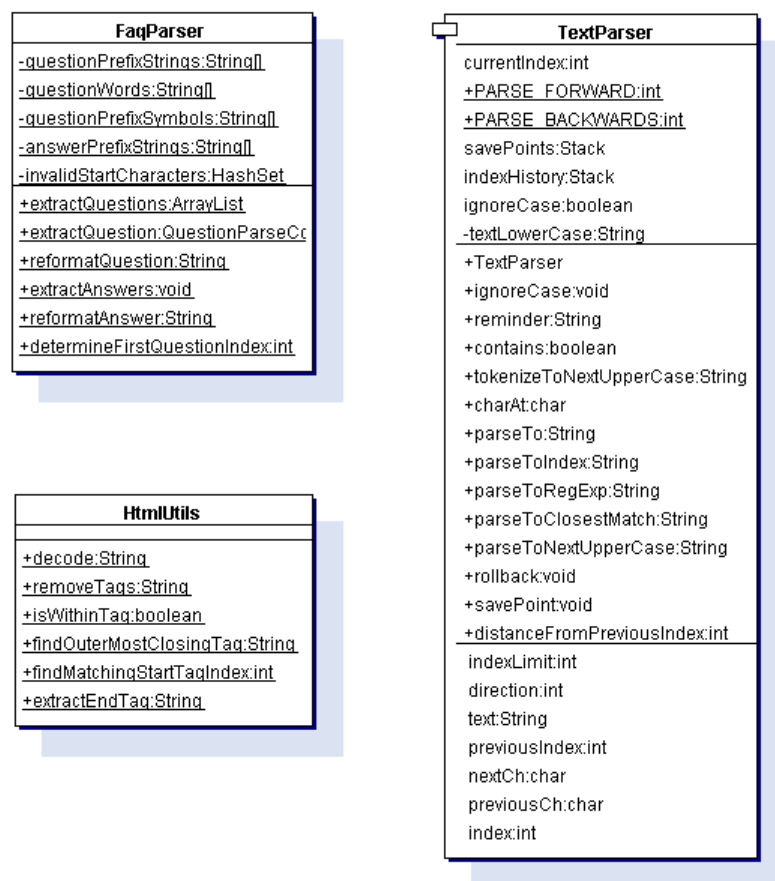 FaqParser
-questionPrefixStrings:String[]
-questionWords:String[]
-questionPrefixSymbols:String[]
-answerPrefixStrings:String[]
-invalidStartCharacters:HashSet
+extractQuestions:ArrayList
+extractQuestion:QuestionParseCo
+reformatQuestion:String
+extractAnswers:void
+reformatAnswer:String
+determineFirstQuestionIndex:int
HtmlUtils
+decode:String
+removeTags:String
+isWithinTag:boolean
+findOuterMostClosingTag:String
+findMatchingStartTagIndex:int
+extractEndTag:String
TextParser
currentIndex:int
+PARSE_FORWARD:int
+PARSE_BACKWARDS:int
savePoints:Stack
indexHistory:Stack
ignoreCase:boolean
-textLowerCase:String
+TextParser
+ignoreCase:void
+reminder:String
+contains:boolean
+tokenizeToNextUpperCase:String
+charAt:char
+parseTo:String
+parseToIndex:String
+parseToRegExp:String
+parseToClosestMatch:String
+parseToNextUpperCase:String
+rollback:void
+savePoint:void
+distanceFromPreviousIndex:int
indexLimit:int
direction:int
text:String
previousIndex:int
nextCh:char
previousCh:char
index:int